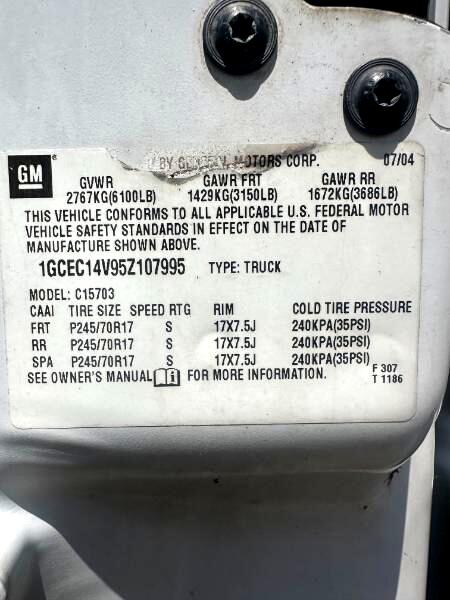 BY GENERAL MOTORS CORP. 07/04
GM
GVWR GAWR FRT GAWR RR
2767KG(6100LB) 1429KG(3150LB) 1672KG(3686LB)
THIS VEHICLE CONFORMS TO ALL APPLICABLE U.S. FEDERAL MOTOR
VEHICLE SAFETY STANDARDS IN EFFECT ON THE DATE OF
MANUFACTURE SHOWN ABOVE.
1GCEC14V95Z107995 TYPE: TRUCK
MODEL: C15703
CAAI TIRE SIZE SPEED RTG RIM COLD TIRE PRESSURE
FRT P245/70R17 S 17X7.5J 240KPA(35PSI)
RR P245/70R17 S 17X7.5J 240KPA(35PSI)
SPA P245/70R17 S 17X7.5J 240KPA(35PSI)
SEE OWNER'S MANUAL FOR MORE INFORMATION.
F 307
T 1186